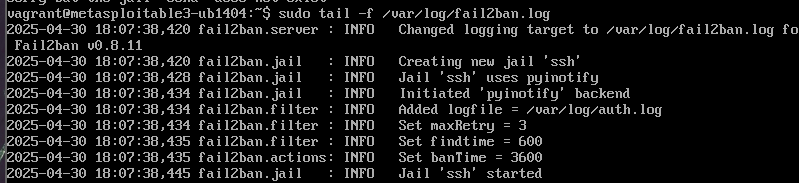 vagrant@metasploitable3-ub1404:~$ sudo tail -f /var/log/fail2ban.log
2025-04-30 18:07:38,420 fail2ban.server : INFO   Changed logging target to /var/log/fail2ban.log fo
 Fail2ban v0.8.11
2025-04-30 18:07:38,420 fail2ban.jail   : INFO   Creating new jail 'ssh'
2025-04-30 18:07:38,428 fail2ban.jail   : INFO   Jail 'ssh' uses pyinotify
2025-04-30 18:07:38,434 fail2ban.jail   : INFO   Initiated 'pyinotify' backend
2025-04-30 18:07:38,434 fail2ban.filter : INFO   Added logfile = /var/log/auth.log
2025-04-30 18:07:38,434 fail2ban.filter : INFO   Set maxRetry = 3
2025-04-30 18:07:38,435 fail2ban.filter : INFO   Set findtime = 600
2025-04-30 18:07:38,435 fail2ban.actions: INFO   Set banTime = 3600
2025-04-30 18:07:38,445 fail2ban.jail   : INFO   Jail 'ssh' started